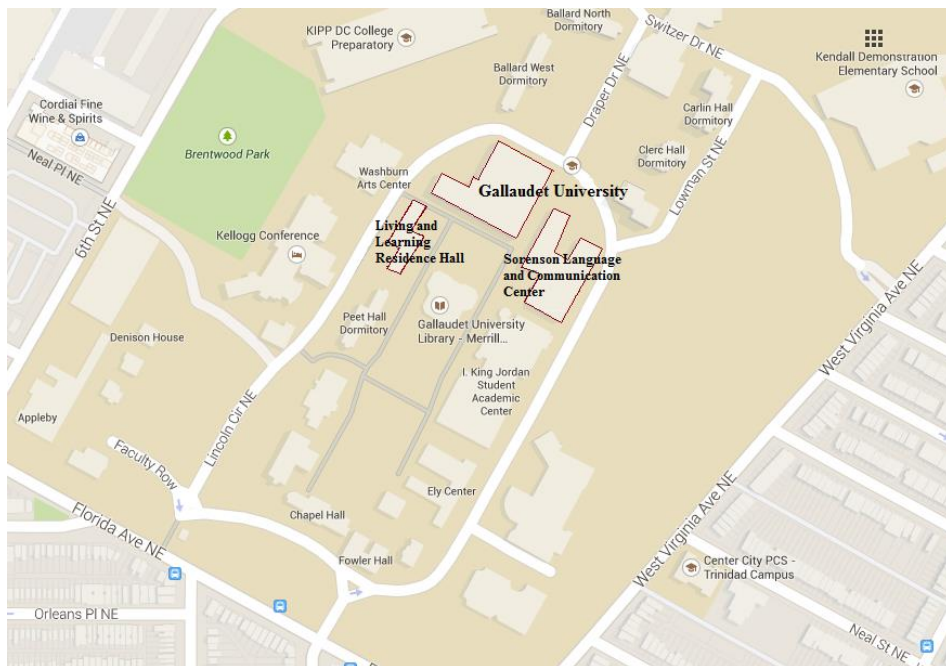 Ballard North
Dormitory
KIPP DC College
Preparatory
Switzer Dr NE
Kendall Demonstration
Elementary School
Ballard West
Dormitory
Draper Dr NE
Cordial Fine
Wine & Spirits
Carlin Hall
Dormitory
Brentwood Park
Neal Pl NE
Washburn
Arts Center
Clerc Hall
Dormitory
Lowman St NE
Gallaudet University
6th St NE
Kellogg Conference
Living and
Learning
Residence Hall
Sorenson Language
and Communication
Center
Peet Hall
Dormitory
Gallaudet University
Library - Merrill...
West Virginia Ave NE
Denison House
I. King Jordan
Student
Academic
Center
Appleby
Lincoln Cir NE
Faculty Row
Ely Center
Chapel Hall
Florida Ave NE
West Virginia Ave NE
Fowler Hall
Center City PCS -
Trinidad Campus
Orleans Pl NE
Neal St NE